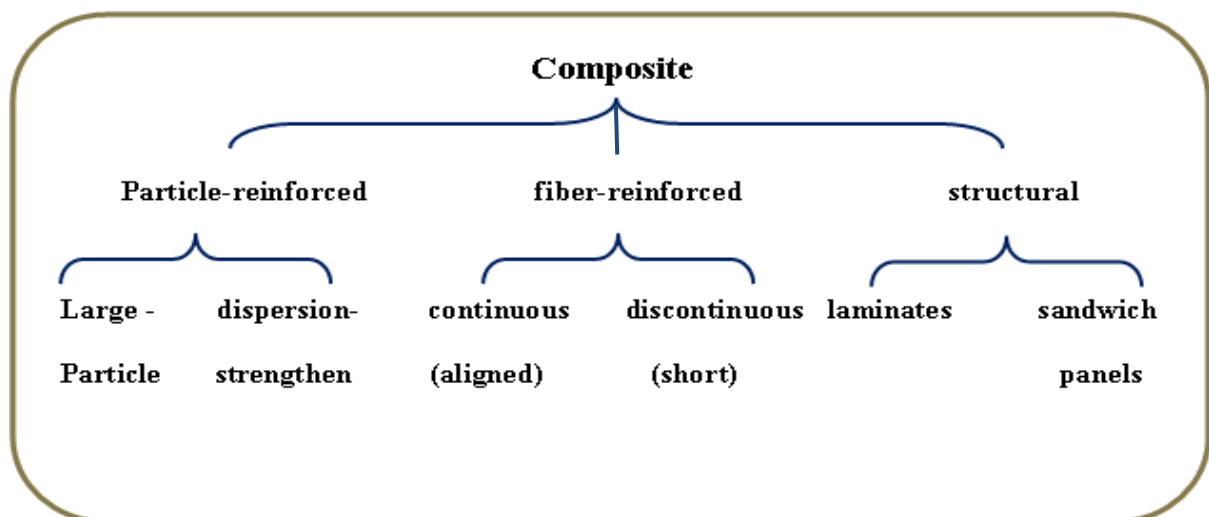 Composite
Particle-reinforced fiber-reinforced structural
Large - dispersion- continuous discontinuous laminates sandwich
Particle strengthen (aligned) (short) panels